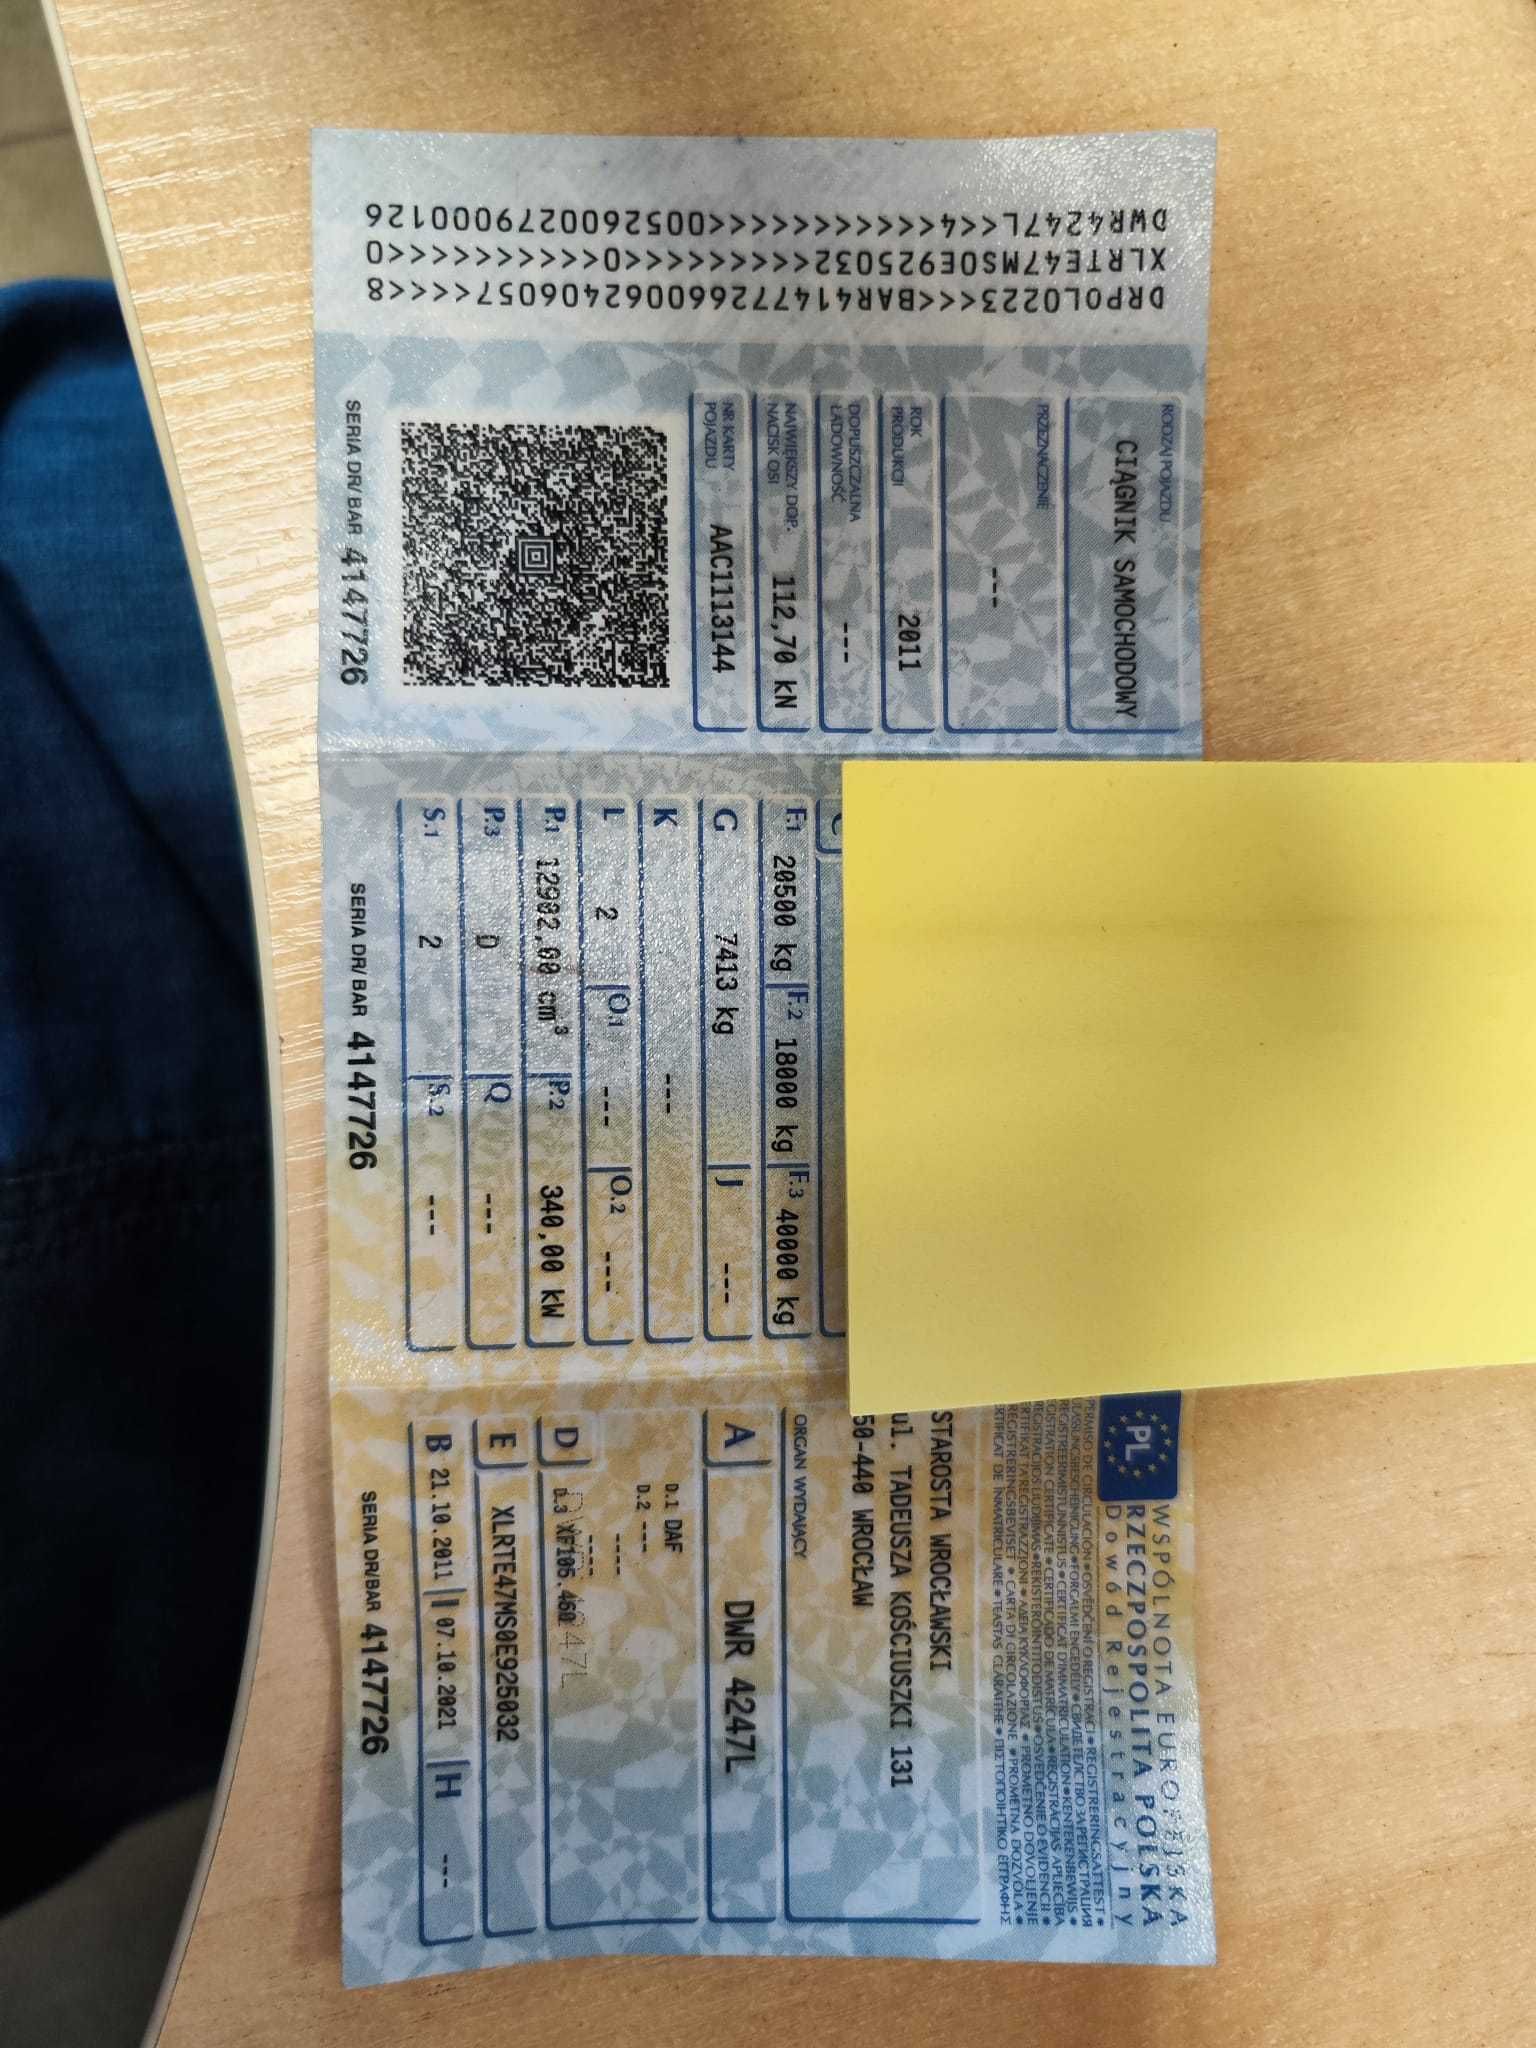 WSPÓLNOTA EUROPEJSKA
RZECZPOSPOLITA POLSKA
Dowód Rejestracyjny
PL
STAROSTA WROCŁAWSKI
ul. TADEUSZA KOŚCIUSZKI 131
50-440 WROCŁAW
ORGAN WYDAJĄCY
A DWR 4247L
D.1 DAF
D.2 ---
----
D D.3 XF105.460
E XLRTE47MS0E925032
B 21.10.2011 I 07.10.2021 H ---
SERIA DR/BAR 4147726
F.1 20500 kg F.2 18000 kg F.3 40000 kg
G 7413 kg J ---
K ---
L 2 O.1 --- O.2 ---
P.1 12902,00 cm³ P.2 340,00 kW
P.3 D Q ---
S.1 2 S.2 ---
SERIA DR/BAR 4147726
RODZAJ POJAZDU
CIĄGNIK SAMOCHODOWY
PRZEZNACZENIE
---
ROK PRODUKCJI 2011
DOPUSZCZALNA ŁADOWNOŚĆ ---
NAJWIĘKSZY DOP. NACISK OSI 112,70 kN
NR KARTY POJAZDU AAC1113144
SERIA DR/BAR 4147726
DRPOL0223<<BAR414772660062406057<<<<8
XLRTE47MS0E925032<<<<<<<<<0<<<<<<<<<0
DWR4247L<<4<<<<<<<<<<<005260027900126